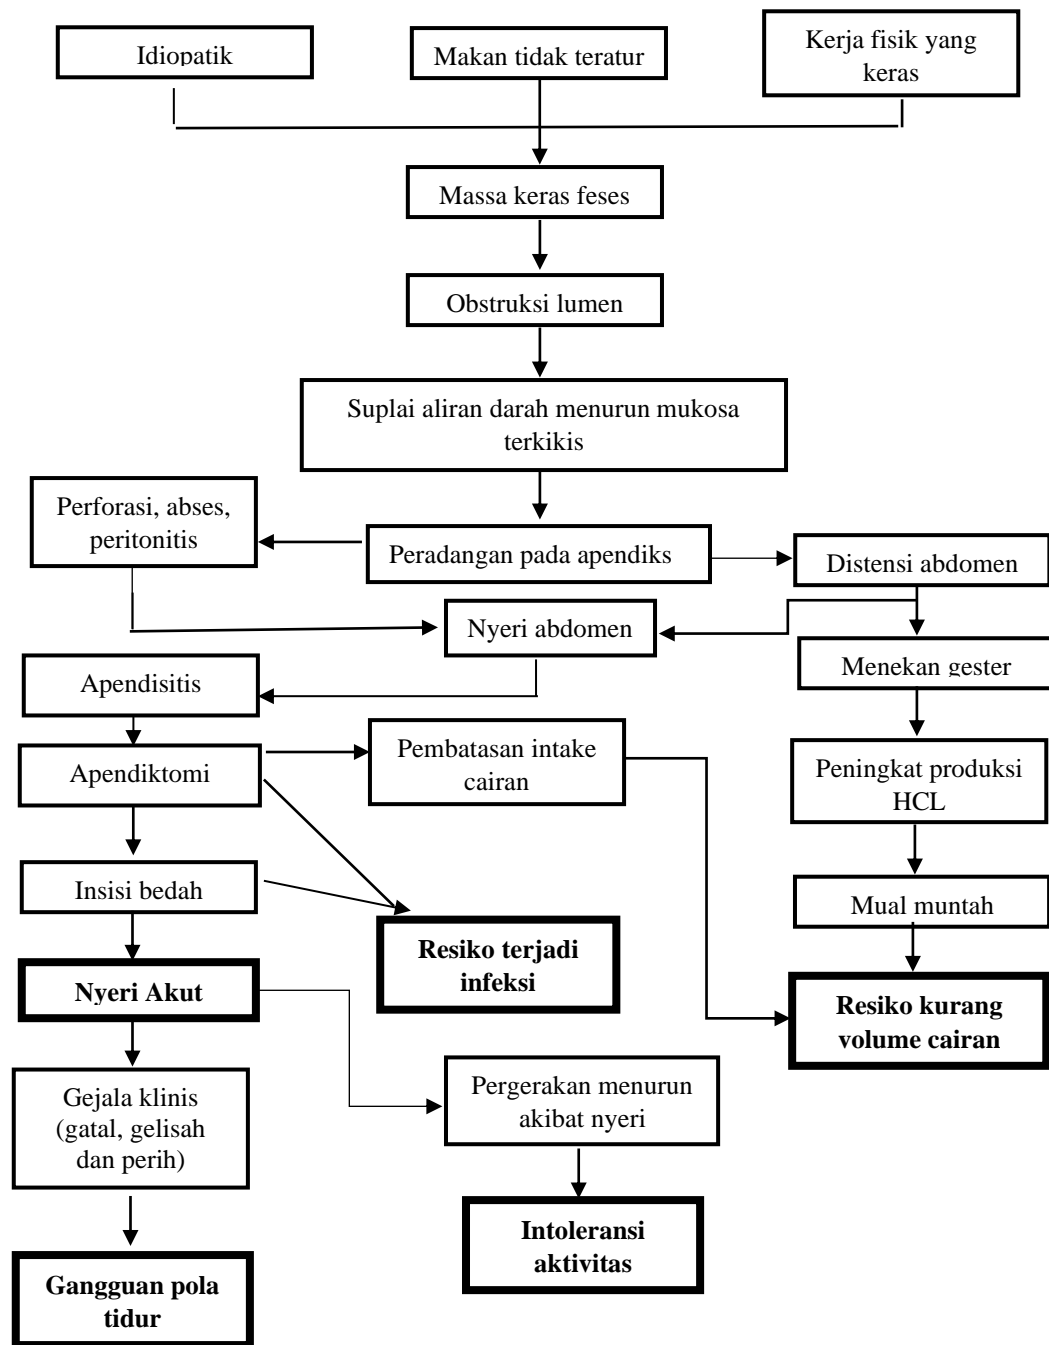 Idiopatik
Makan tidak teratur
Kerja fisik yang
keras
Massa keras feses
Obstruksi lumen
Suplai aliran darah menurun mukosa
terkikis
Perforasi, abses,
peritonitis
Peradangan pada apendiks
Distensi abdomen
Nyeri abdomen
Menekan gester
Apendisitis
Pembatasan intake
cairan
Apendiktomi
Peningkat produksi
HCL
Insisi bedah
Mual muntah
Resiko terjadi
infeksi
Nyeri Akut
Resiko kurang
volume cairan
Gejala klinis
(gatal, gelisah
dan perih)
Pergerakan menurun
akibat nyeri
Intoleransi
aktivitas
Gangguan pola
tidur